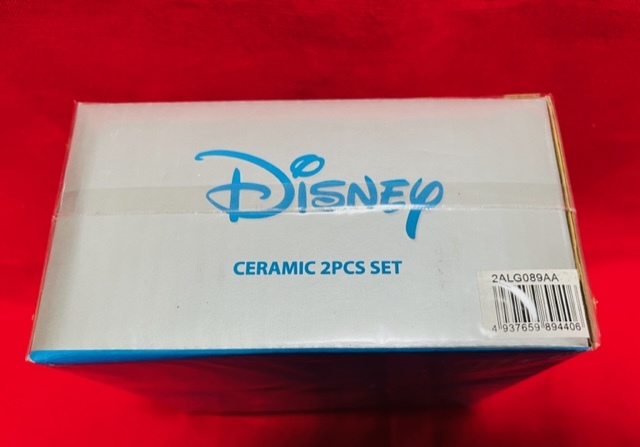 Disney
CERAMIC 2PCS SET
2ALG089AA
4 937659 894406